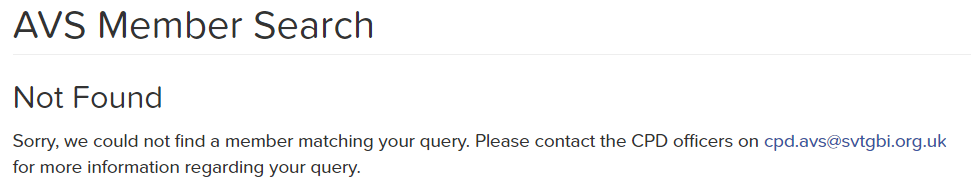 AVS Member Search
Not Found
Sorry, we could not find a member matching your query. Please contact the CPD officers on cpd.avs@svtgbi.org.uk
for more information regarding your query.